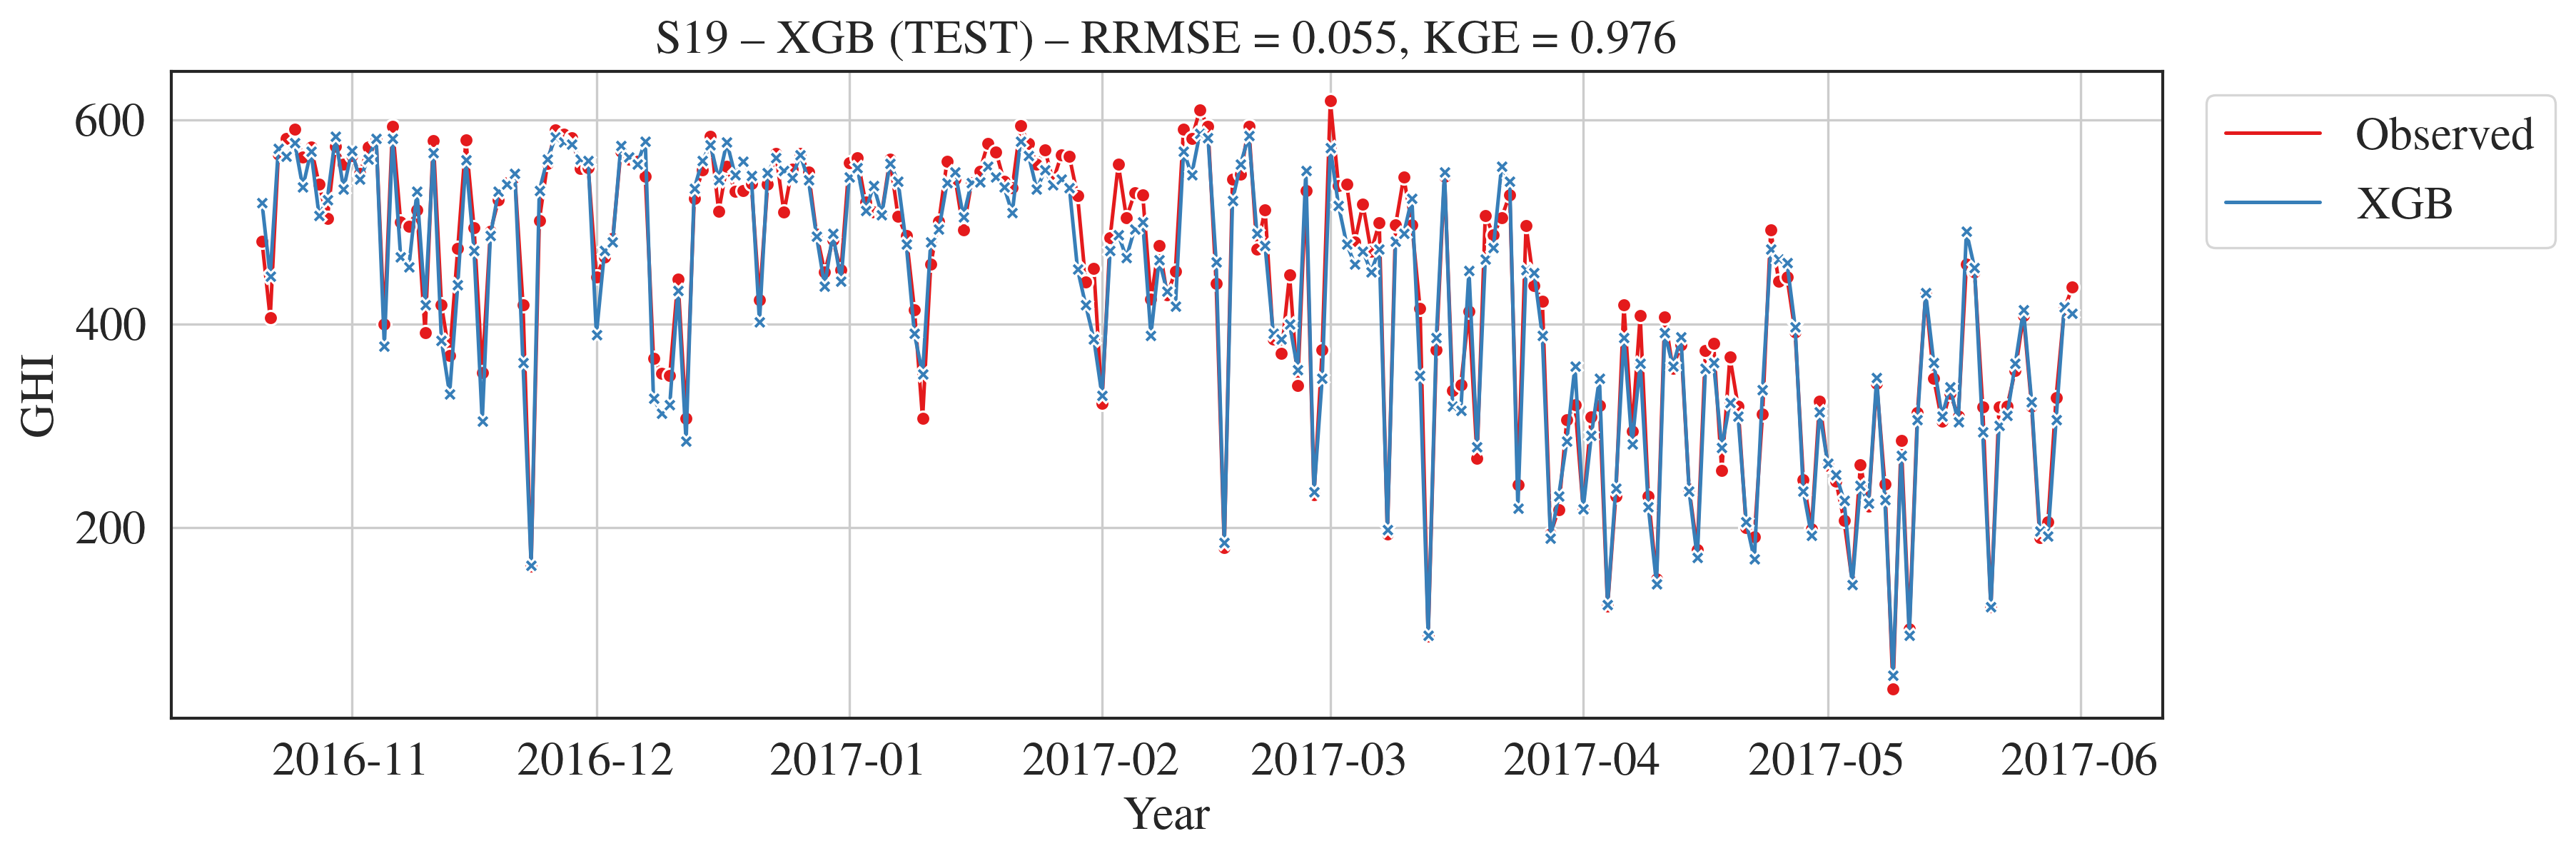 S19 – XGB (TEST) – RRMSE = 0.055, KGE = 0.976
600
400
200
GHI
Observed
XGB
2016-11 2016-12 2017-01 2017-02 2017-03 2017-04 2017-05 2017-06
Year